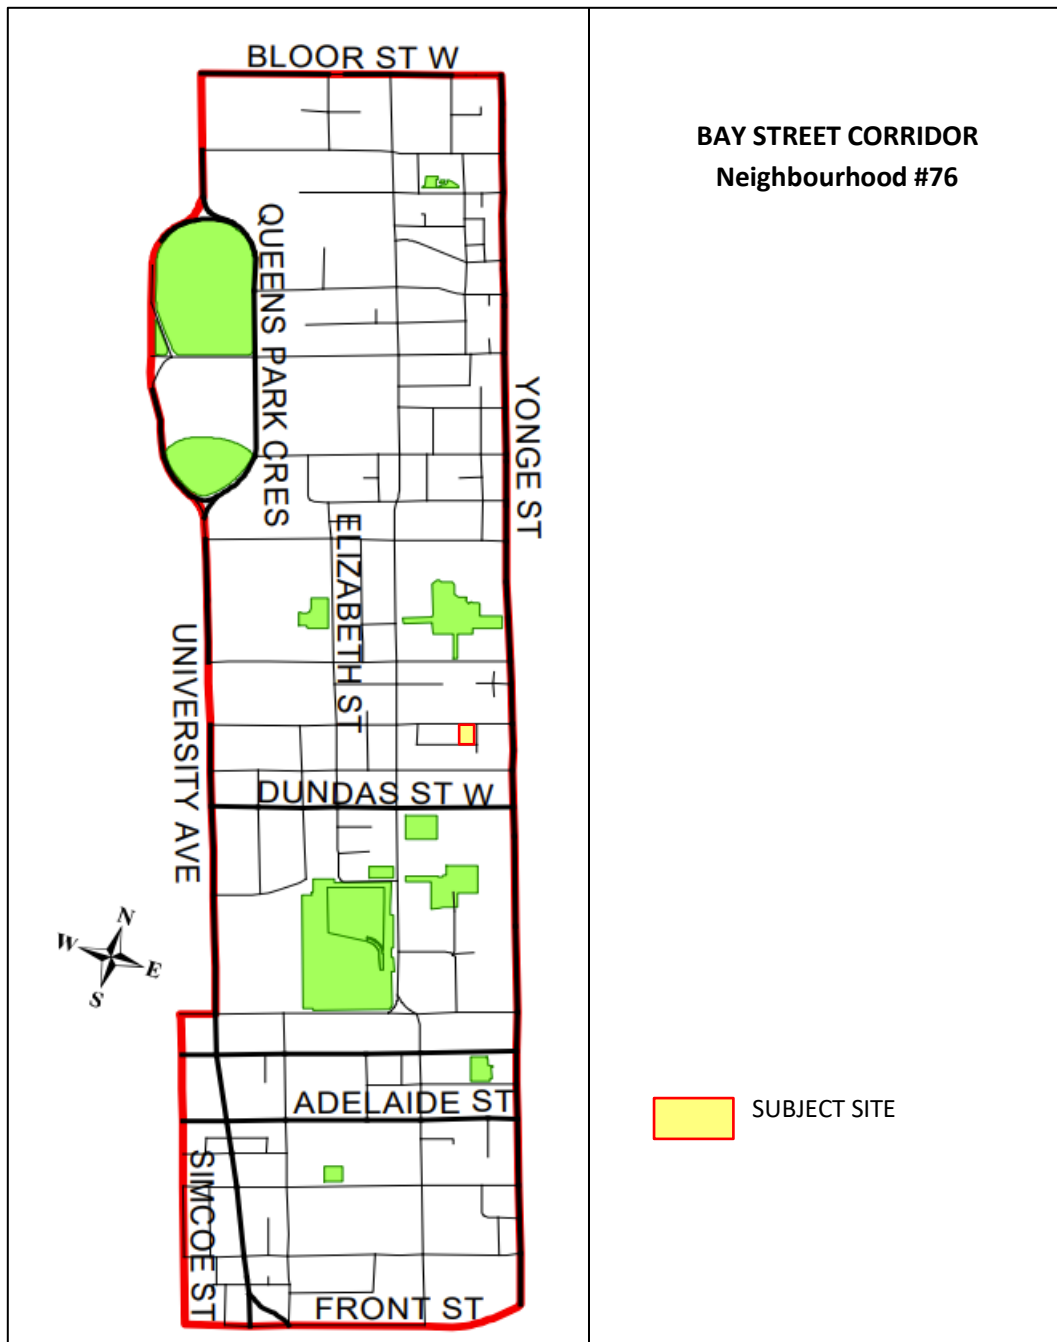 BLOOR ST W
BAY STREET CORRIDOR
Neighbourhood #76
QUEENS PARK CRES
YONGE ST
ELIZABETH ST
UNIVERSITY AVE
DUNDAS ST W
N
W
E
S
ADELAIDE ST
SUBJECT SITE
SIMCOE ST
FRONT ST